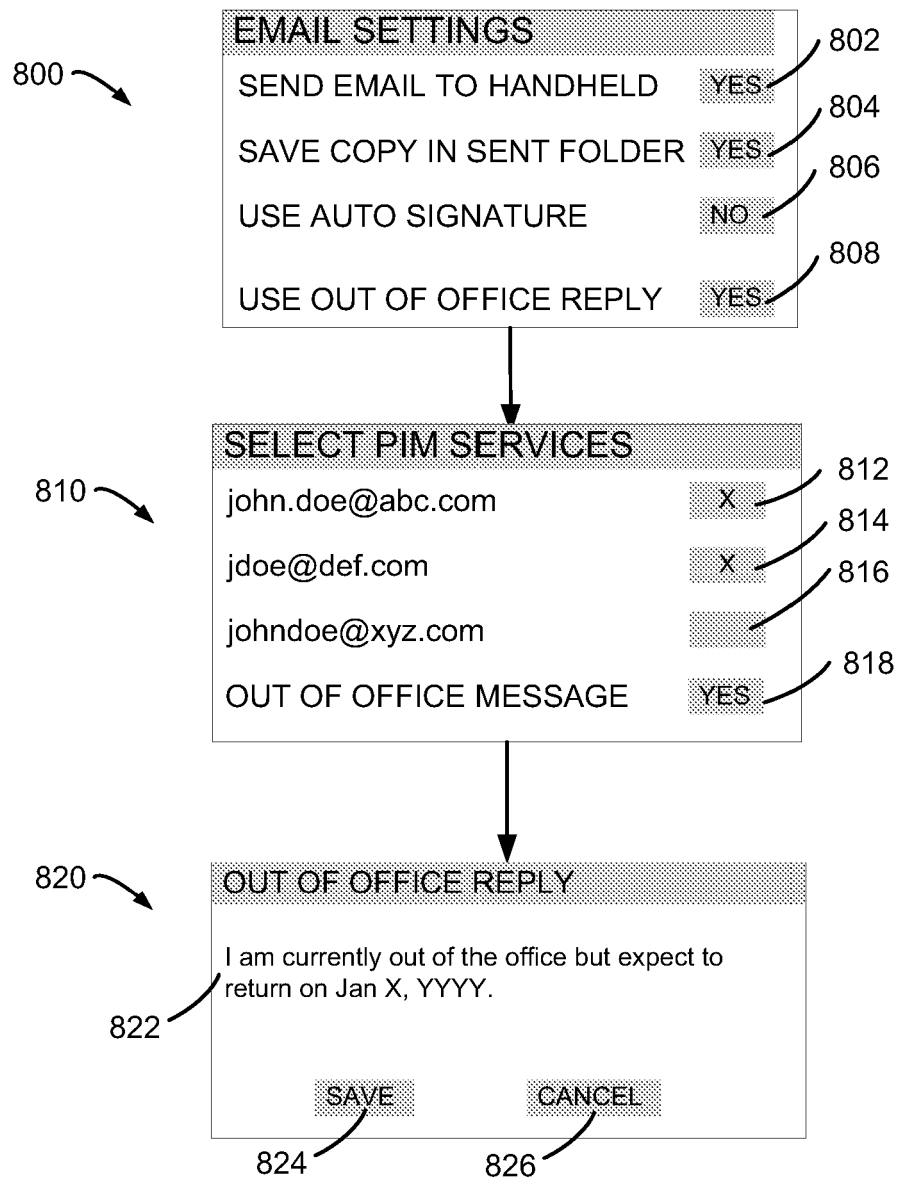 EMAIL SETTINGS
802
800
SEND EMAIL TO HANDHELD YES
804
SAVE COPY IN SENT FOLDER YES
806
USE AUTO SIGNATURE NO
808
USE OUT OF OFFICE REPLY YES
SELECT PIM SERVICES
812
810
john.doe@abc.com X
814
jdoe@def.com X
816
johndoe@xyz.com
818
OUT OF OFFICE MESSAGE YES
820
OUT OF OFFICE REPLY
I am currently out of the office but expect to
return on Jan X, YYYY.
822
SAVE CANCEL
824 826